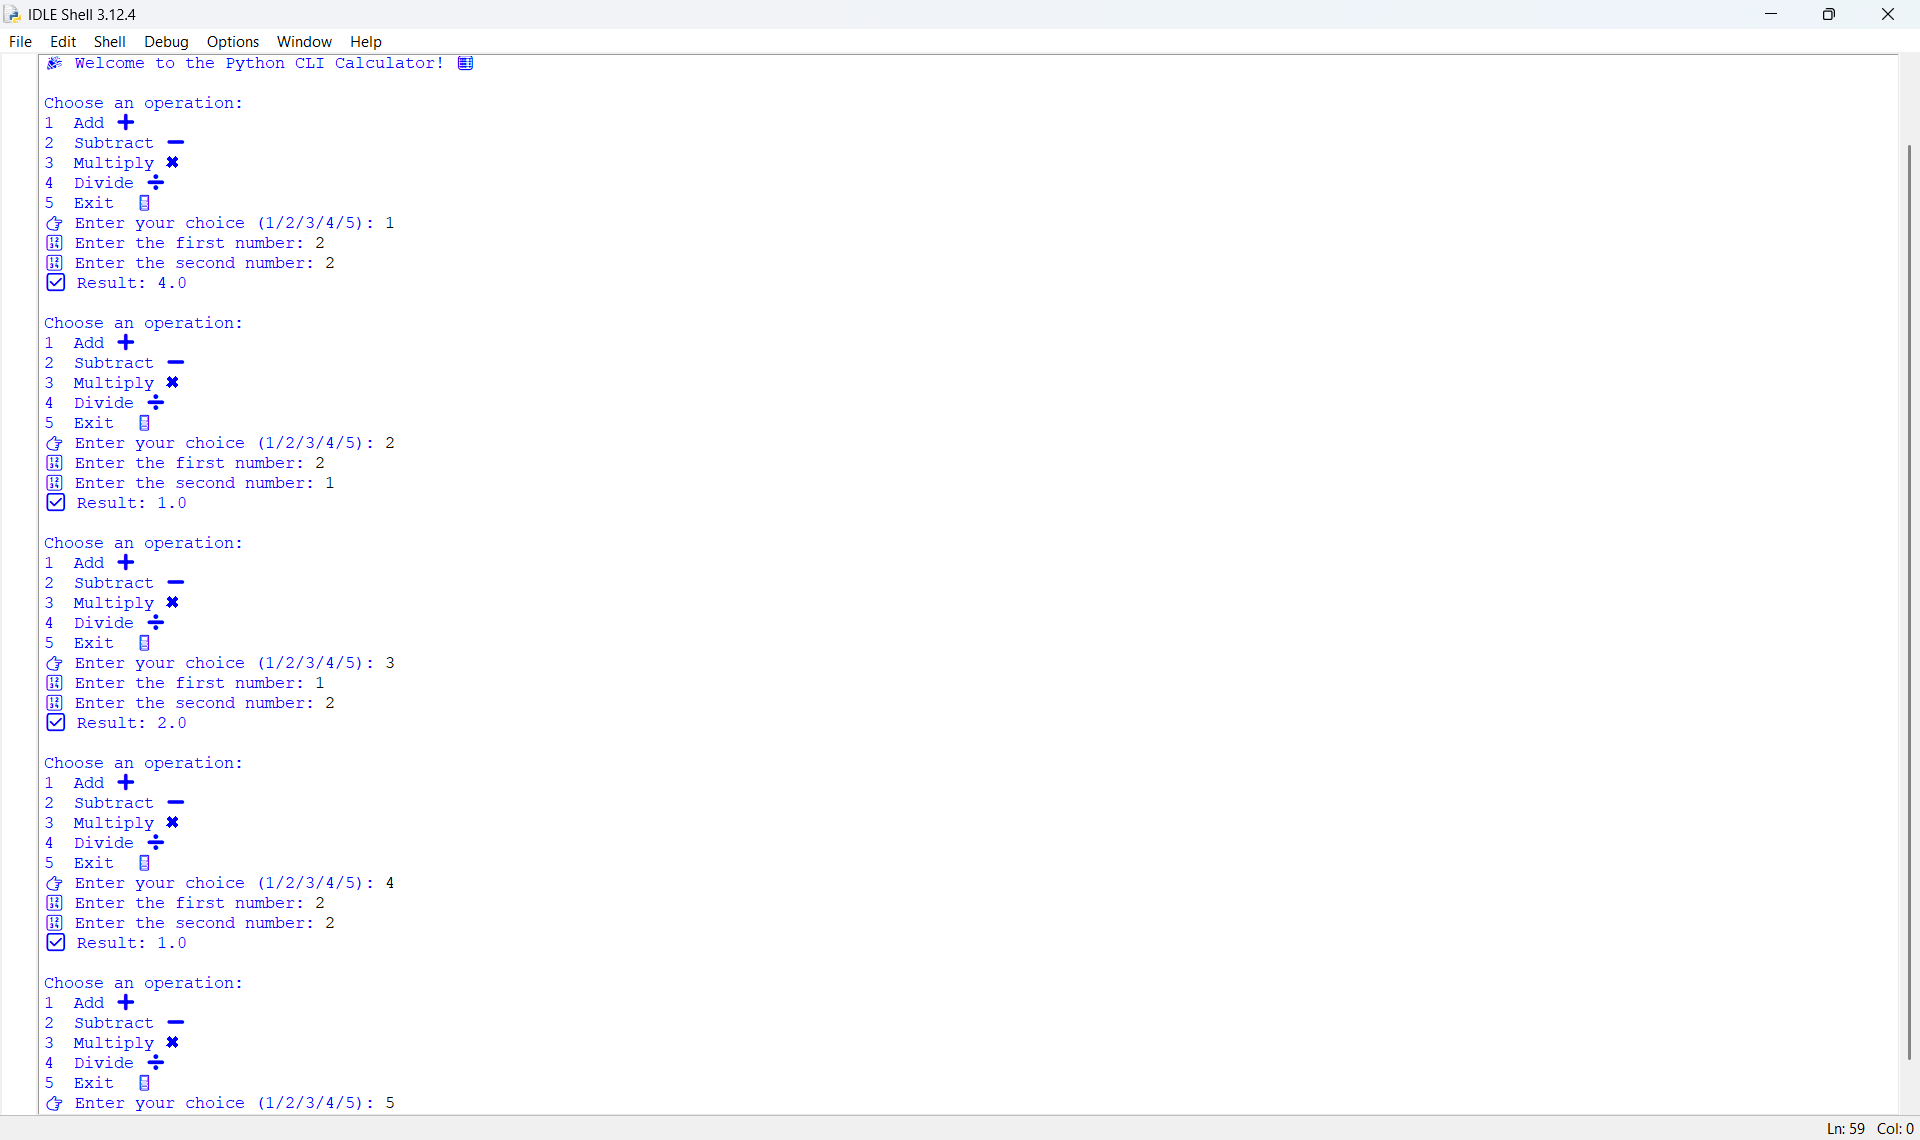 IDLE Shell 3.12.4
File Edit Shell Debug Options Window Help
🎉 Welcome to the Python CLI Calculator! 🧮
Choose an operation:
1 Add ➕
2 Subtract ➖
3 Multiply ✖
4 Divide ➗
5 Exit
👉 Enter your choice (1/2/3/4/5): 1
🔢 Enter the first number: 2
🔢 Enter the second number: 2
✅ Result: 4.0
Choose an operation:
1 Add ➕
2 Subtract ➖
3 Multiply ✖
4 Divide ➗
5 Exit
👉 Enter your choice (1/2/3/4/5): 2
🔢 Enter the first number: 2
🔢 Enter the second number: 1
✅ Result: 1.0
Choose an operation:
1 Add ➕
2 Subtract ➖
3 Multiply ✖
4 Divide ➗
5 Exit
👉 Enter your choice (1/2/3/4/5): 3
🔢 Enter the first number: 1
🔢 Enter the second number: 2
✅ Result: 2.0
Choose an operation:
1 Add ➕
2 Subtract ➖
3 Multiply ✖
4 Divide ➗
5 Exit
👉 Enter your choice (1/2/3/4/5): 4
🔢 Enter the first number: 2
🔢 Enter the second number: 2
✅ Result: 1.0
Choose an operation:
1 Add ➕
2 Subtract ➖
3 Multiply ✖
4 Divide ➗
5 Exit
👉 Enter your choice (1/2/3/4/5): 5
Ln: 59 Col: 0